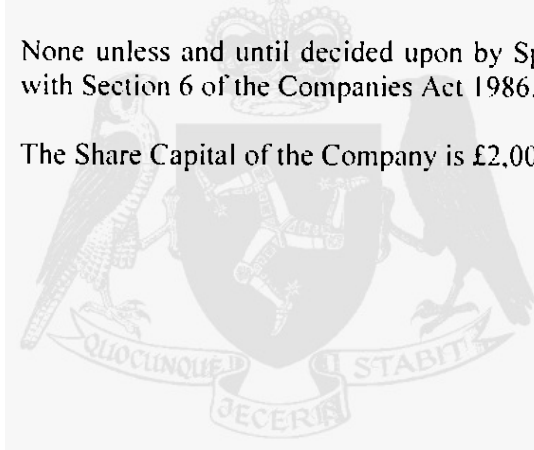 None unless and until decided upon by Sp
with Section 6 of the Companies Act 1986.
The Share Capital of the Company is £2,00
QUOCUNQUE
JECERIS
STABIT